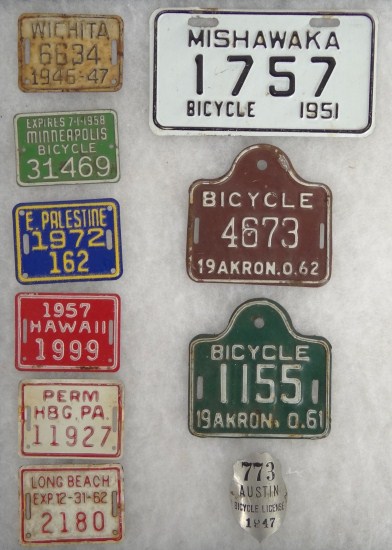 WICHITA
6634
1946-47
EXPIRES 7-1-1958
MINNEAPOLIS
BICYCLE
31469
E. PALESTINE
1972
162
1957
HAWAII
1999
PERM
HBG. PA.
11927
LONG BEACH
EXP. 12-31-62
2180
MISHAWAKA
1757
BICYCLE 1951
BICYCLE
4673
19 AKRON. O. 62
BICYCLE
1155
19 AKRON. O. 61
773
AUSTIN
BICYCLE LICENSE
1947